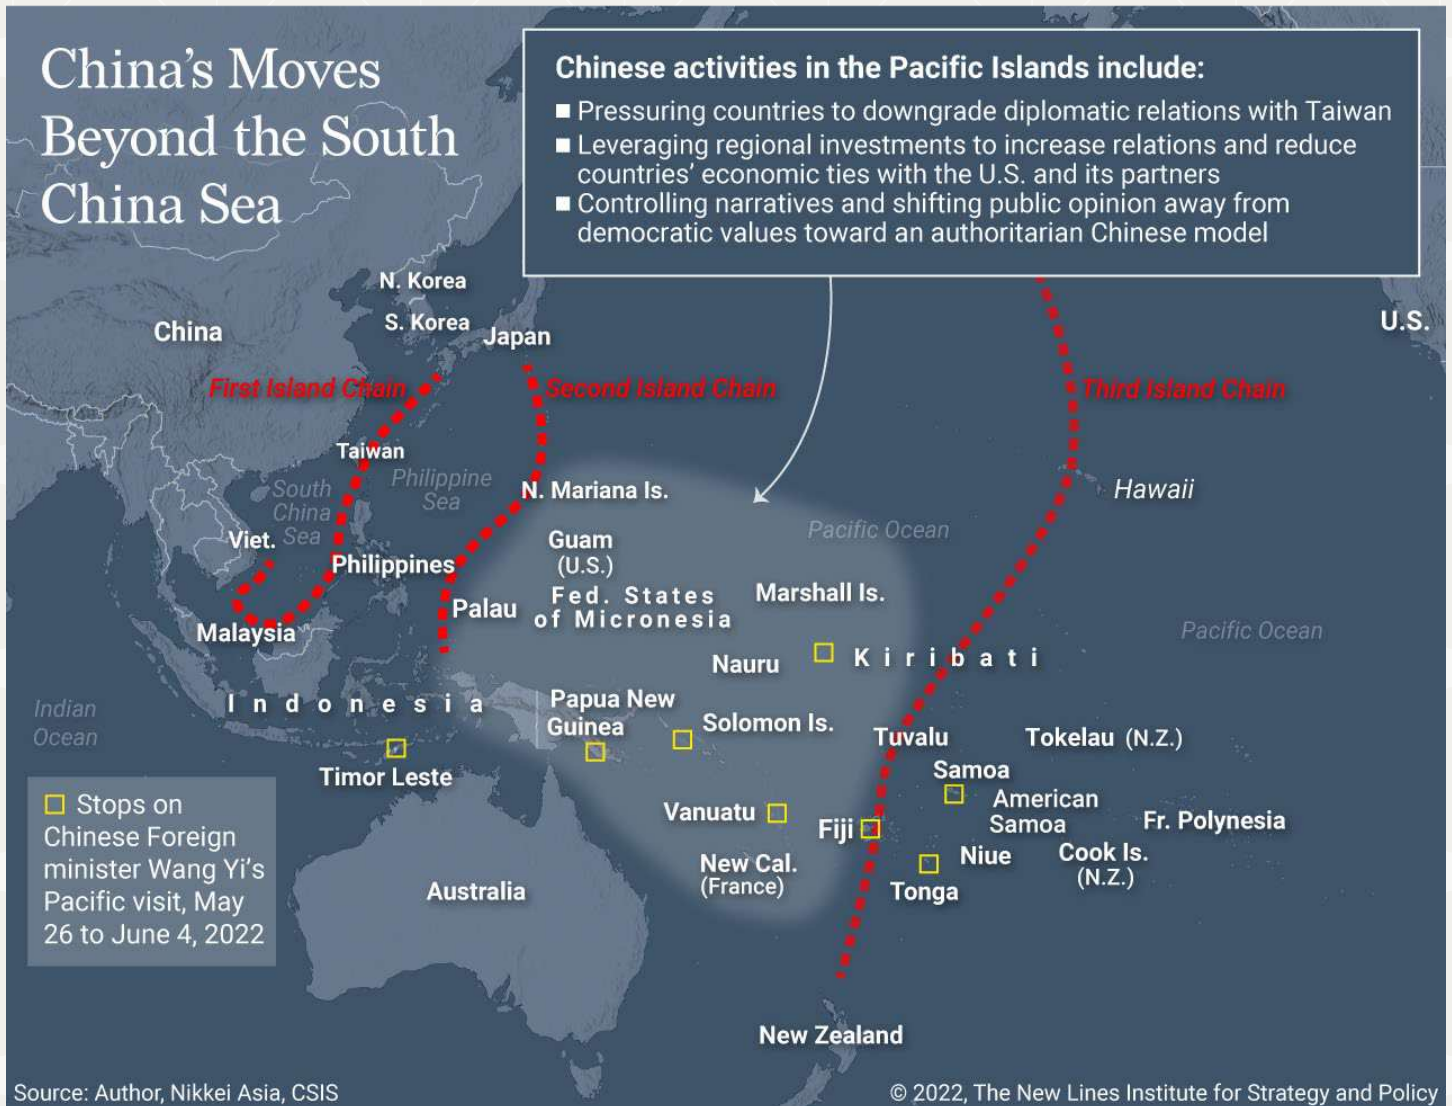 China's Moves
Beyond the South
China Sea
Chinese activities in the Pacific Islands include:
■ Pressuring countries to downgrade diplomatic relations with Taiwan
■ Leveraging regional investments to increase relations and reduce
countries' economic ties with the U.S. and its partners
■ Controlling narratives and shifting public opinion away from
democratic values toward an authoritarian Chinese model
N. Korea
S. Korea
China
Japan
U.S.
First Island Chain
Second Island Chain
Third Island Chain
Taiwan
Philippine
Sea
South
China
Sea
N. Mariana Is.
Hawaii
Pacific Ocean
Viet.
Guam
(U.S.)
Philippines
Marshall Is.
Palau
Fed. States
of Micronesia
Malaysia
Pacific Ocean
Nauru
Kiribati
Indonesia
Papua New
Guinea
Solomon Is.
Indian
Ocean
Tuvalu
Tokelau (N.Z.)
Timor Leste
Samoa
American
Samoa
Vanuatu
Fiji
Fr. Polynesia
Stops on
Chinese Foreign
minister Wang Yi's
Pacific visit, May
26 to June 4, 2022
New Cal.
(France)
Niue
Cook Is.
(N.Z.)
Australia
Tonga
New Zealand
Source: Author, Nikkei Asia, CSIS
© 2022, The New Lines Institute for Strategy and Policy